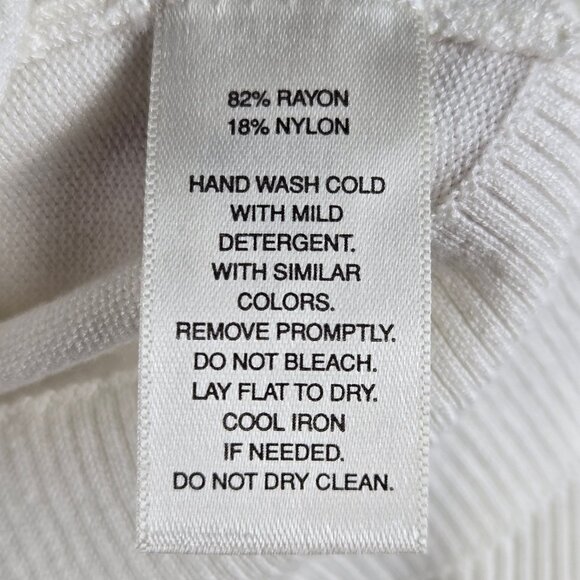 82% RAYON
18% NYLON
HAND WASH COLD
WITH MILD
DETERGENT.
WITH SIMILAR
COLORS.
REMOVE PROMPTLY.
DO NOT BLEACH.
LAY FLAT TO DRY.
COOL IRON
IF NEEDED.
DO NOT DRY CLEAN.